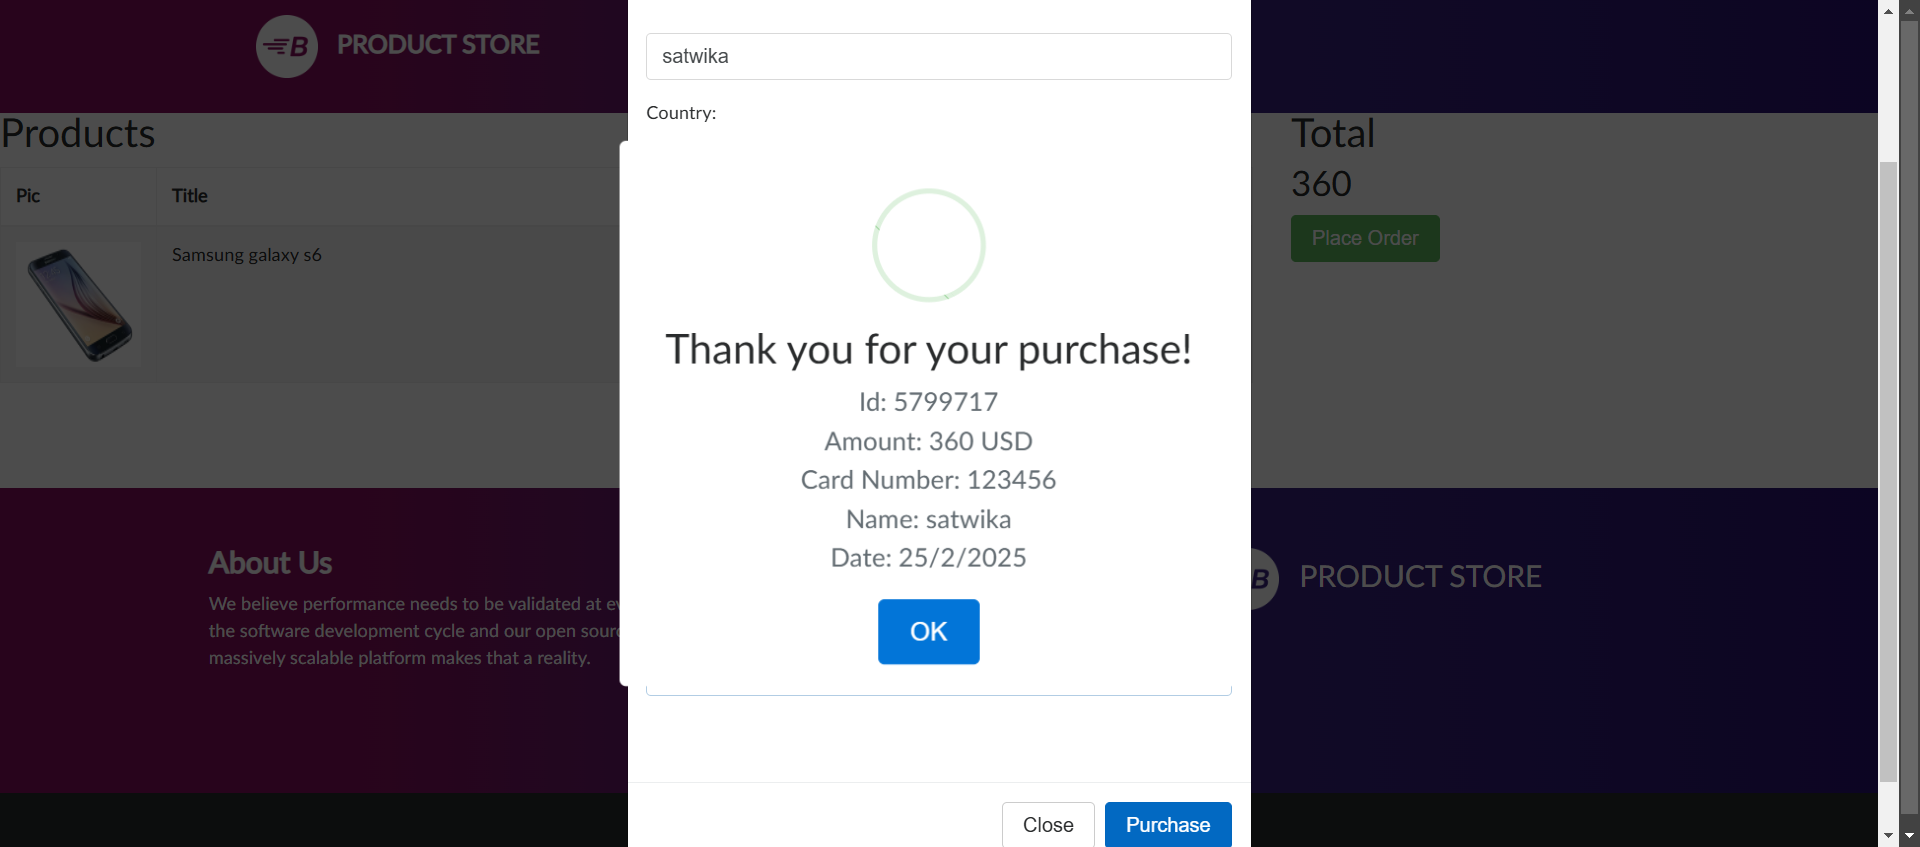 B PRODUCT STORE
satwika
Country:
Products
Pic Title
Samsung galaxy s6
Total
360
Place Order
Thank you for your purchase!
Id: 5799717
Amount: 360 USD
Card Number: 123456
Name: satwika
Date: 25/2/2025
OK
About Us
We believe performance needs to be validated at
the software development cycle and our open
massively scalable platform makes that a reality.
B PRODUCT STORE
Close Purchase